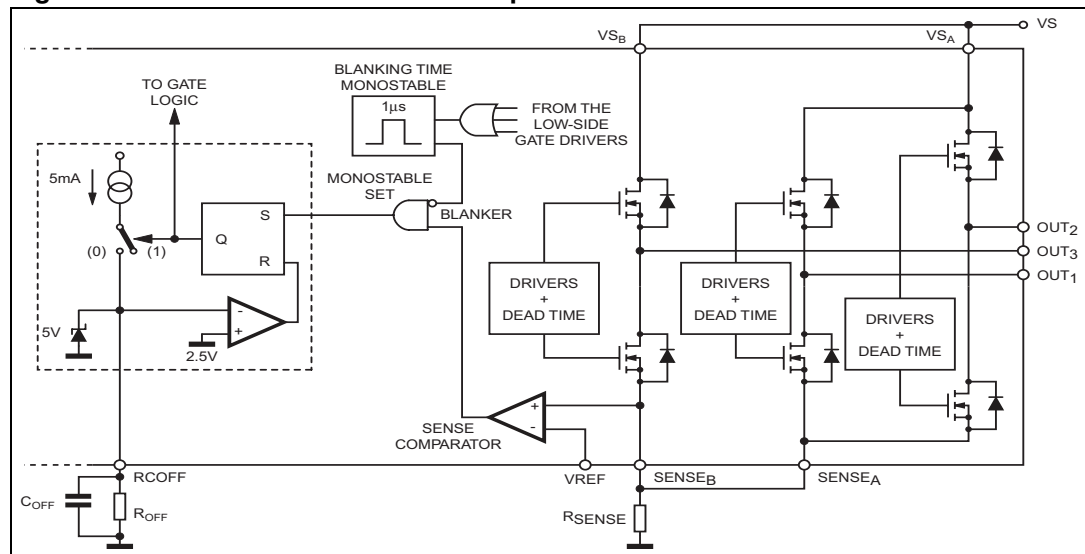 VS
VSB
VSA
BLANKING TIME
MONOSTABLE
1μs
FROM THE
LOW-SIDE
GATE DRIVERS
TO GATE
LOGIC
5mA
MONOSTABLE
SET
BLANKER
S
Q
R
(0)
(1)
5V
-
+
2.5V
DRIVERS
+
DEAD TIME
DRIVERS
+
DEAD TIME
DRIVERS
+
DEAD TIME
OUT2
OUT3
OUT1
+
-
SENSE
COMPARATOR
RCOFF
VREF
SENSEB
SENSEA
COFF
ROFF
RSENSE